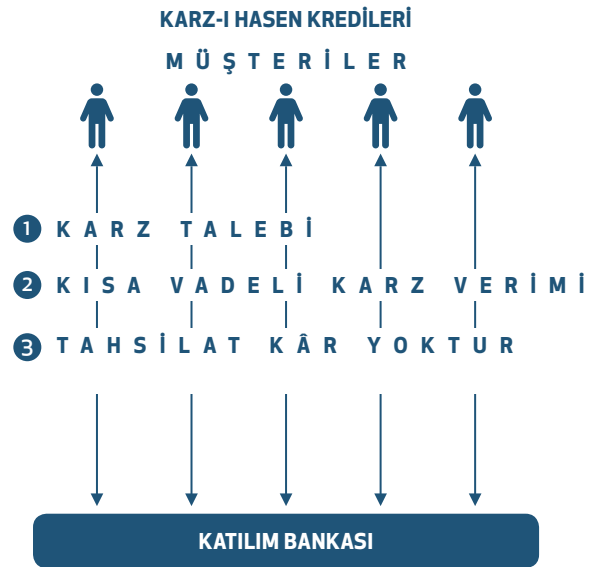 KARZ-I HASEN KREDİLERİ
MÜŞTERİLER
1 KARZ TALEBİ
2 KISA VADELİ KARZ VERİMİ
3 TAHSİLAT KÂR YOKTUR
KATILIM BANKASI